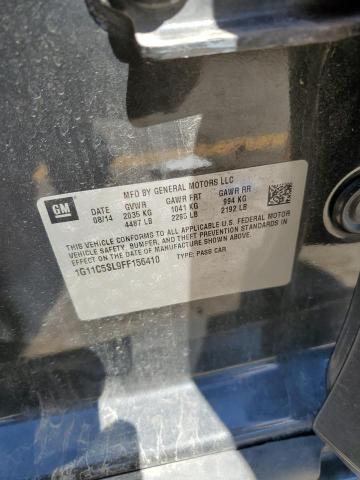 MFD BY GENERAL MOTORS LLC
GM DATE GVWR GAWR FRT GAWR RR
08/14 2035 KG 1041 KG 994 KG
4487 LB 2295 LB 2192 LB
THIS VEHICLE CONFORMS TO ALL APPLICABLE U.S. FEDERAL MOTOR
VEHICLE SAFETY, BUMPER, AND THEFT PREVENTION STANDARDS IN
EFFECT ON THE DATE OF MANUFACTURE SHOWN ABOVE.
1G11C5SL9FF156410 TYPE: PASS CAR